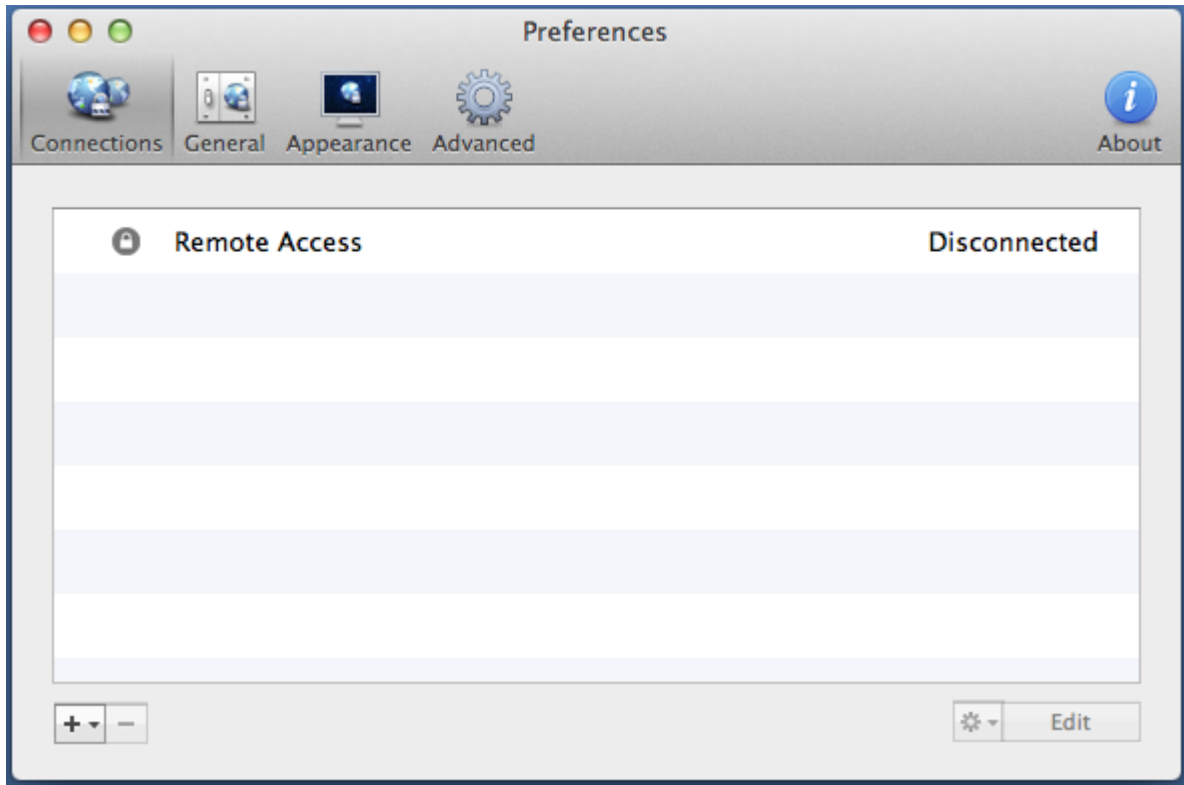 Preferences
Connections General Appearance Advanced About
Remote Access Disconnected
Edit